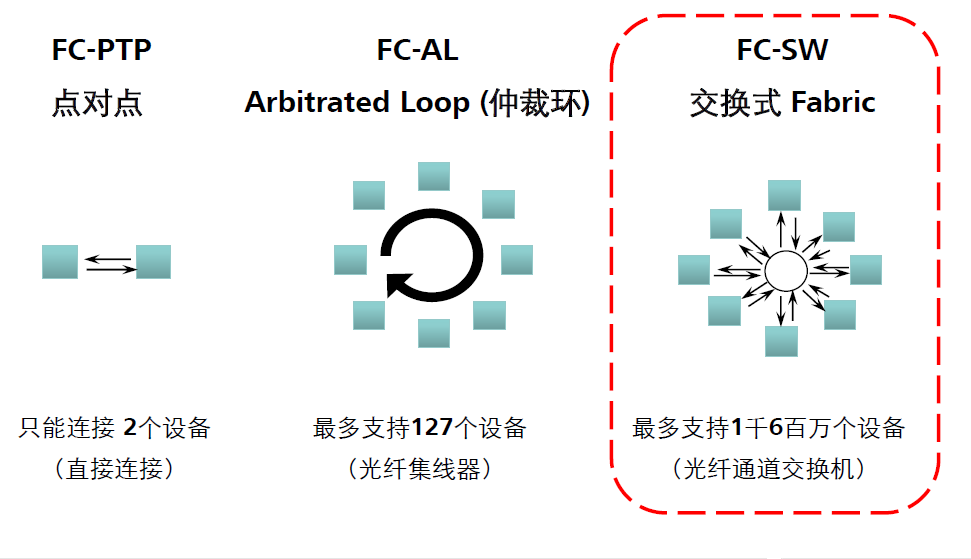 FC-PTP
点对点
只能连接 2个设备
（直接连接）
FC-AL
Arbitrated Loop (仲裁环)
最多支持127个设备
（光纤集线器）
FC-SW
交换式 Fabric
最多支持1千6百万个设备
（光纤通道交换机）